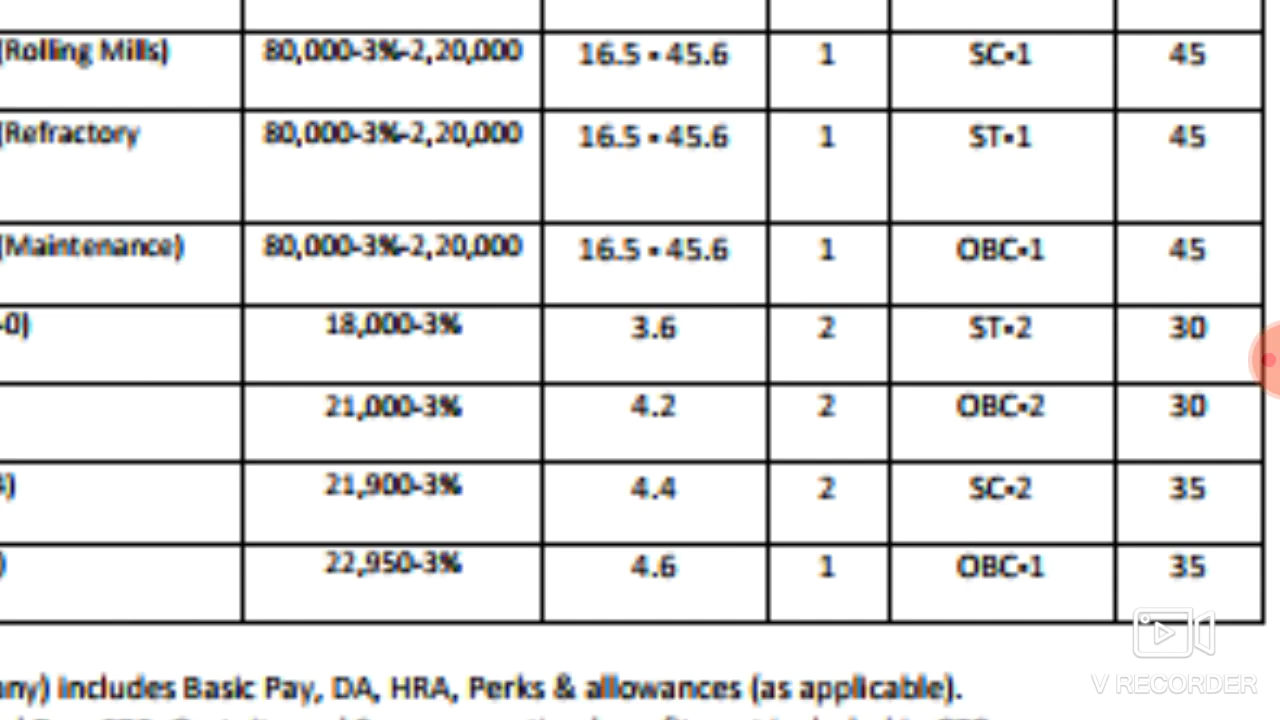 (Rolling Mills) 80,000-3%-2,20,000 16.5 - 45.6 1 SC-1 45
(Refractory 80,000-3%-2,20,000 16.5 - 45.6 1 ST-1 45
(Maintenance) 80,000-3%-2,20,000 16.5 - 45.6 1 OBC-1 45
-0) 18,000-3% 3.6 2 ST-2 30
21,000-3% 4.2 2 OBC-2 30
) 21,900-3% 4.4 2 SC-2 35
) 22,950-3% 4.6 1 OBC-1 35
any) includes Basic Pay, DA, HRA, Perks & allowances (as applicable).
V RECORDER